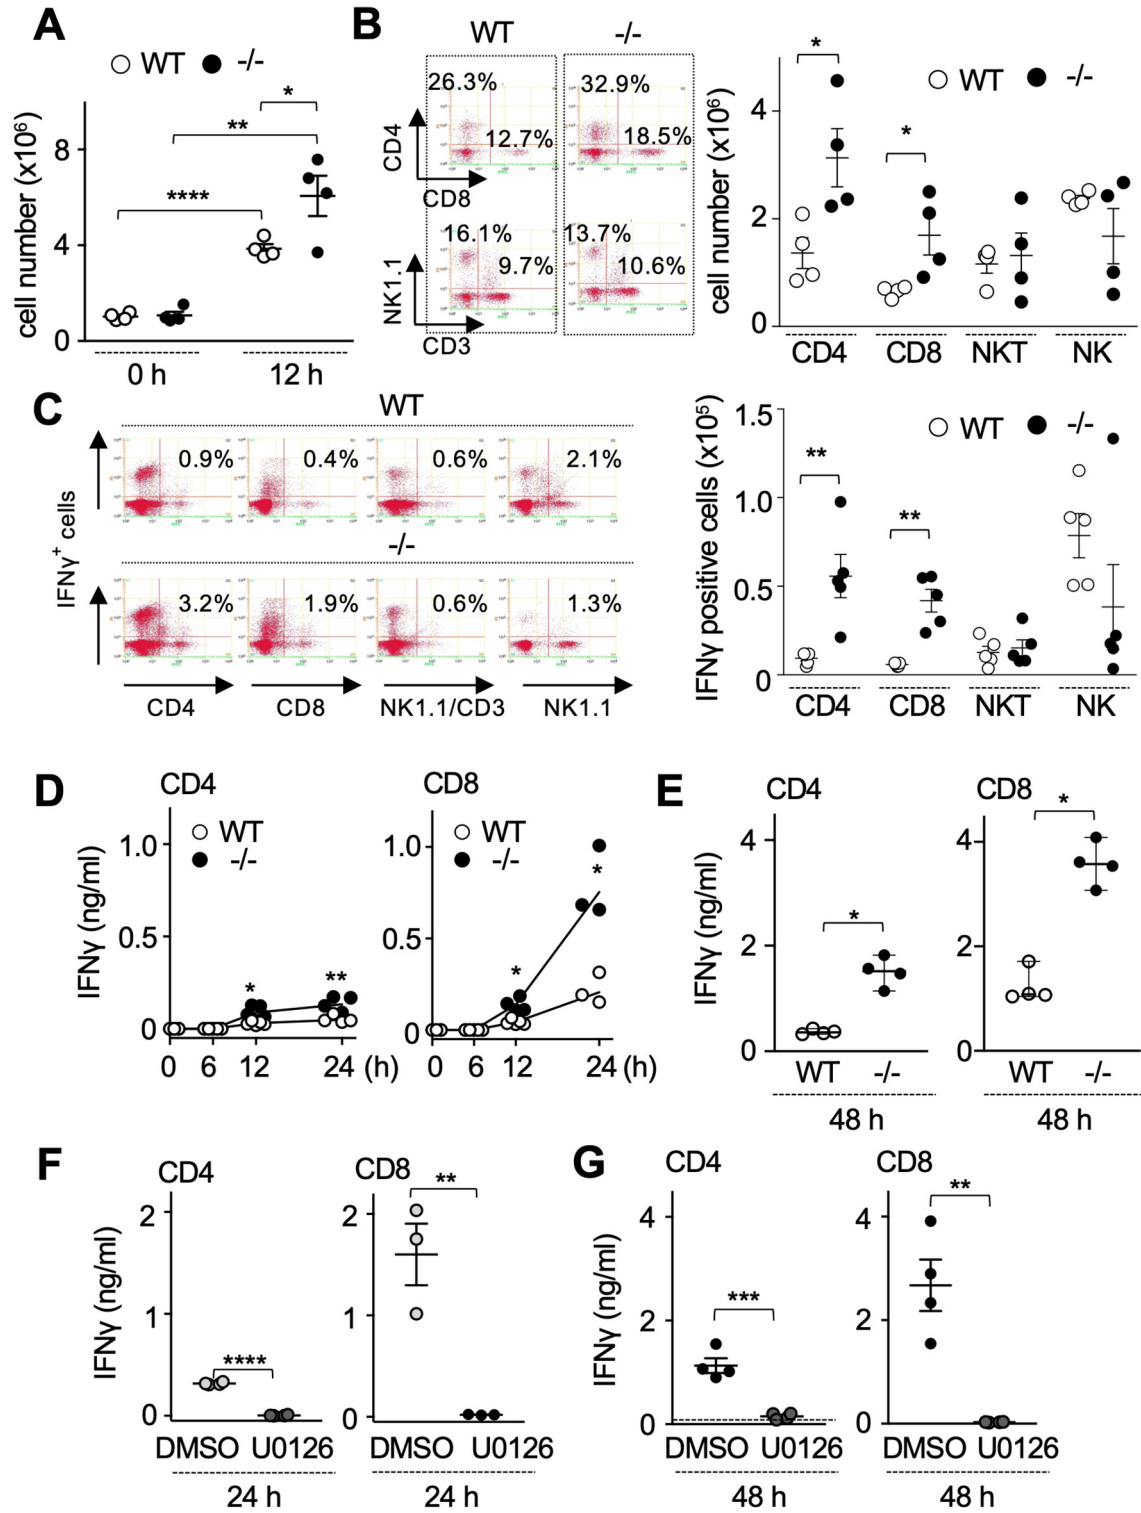 A
WT -/-
cell number (x10⁶)
8
4
0
*
**
****
0 h 12 h
B
WT -/-
26.3% 32.9%
12.7% 18.5%
CD4
CD8
16.1% 13.7%
9.7% 10.6%
NK1.1
CD3
WT -/-
cell number (x10⁶)
4
2
0
*
*
CD4 CD8 NKT NK
C
WT
IFNγ⁺ cells
0.9% 0.4% 0.6% 2.1%
-/-
3.2% 1.9% 0.6% 1.3%
CD4 CD8 NK1.1/CD3 NK1.1
WT -/-
IFNγ positive cells (x10⁵)
1.5
1.0
0.5
0
**
**
CD4 CD8 NKT NK
D
CD4
WT
-/-
IFNγ (ng/ml)
1.0
0.5
0
* **
0 6 12 24 (h)
CD8
WT
-/-
1.0
0.5
0
* *
0 6 12 24 (h)
E
CD4
IFNγ (ng/ml)
4
2
0
*
WT -/-
48 h
CD8
4
2
0
*
WT -/-
48 h
F
CD4
IFNγ (ng/ml)
2
1
0
****
DMSO U0126
24 h
CD8
2
1
0
**
DMSO U0126
24 h
G
CD4
IFNγ (ng/ml)
4
2
0
***
DMSO U0126
48 h
CD8
4
2
0
**
DMSO U0126
48 h